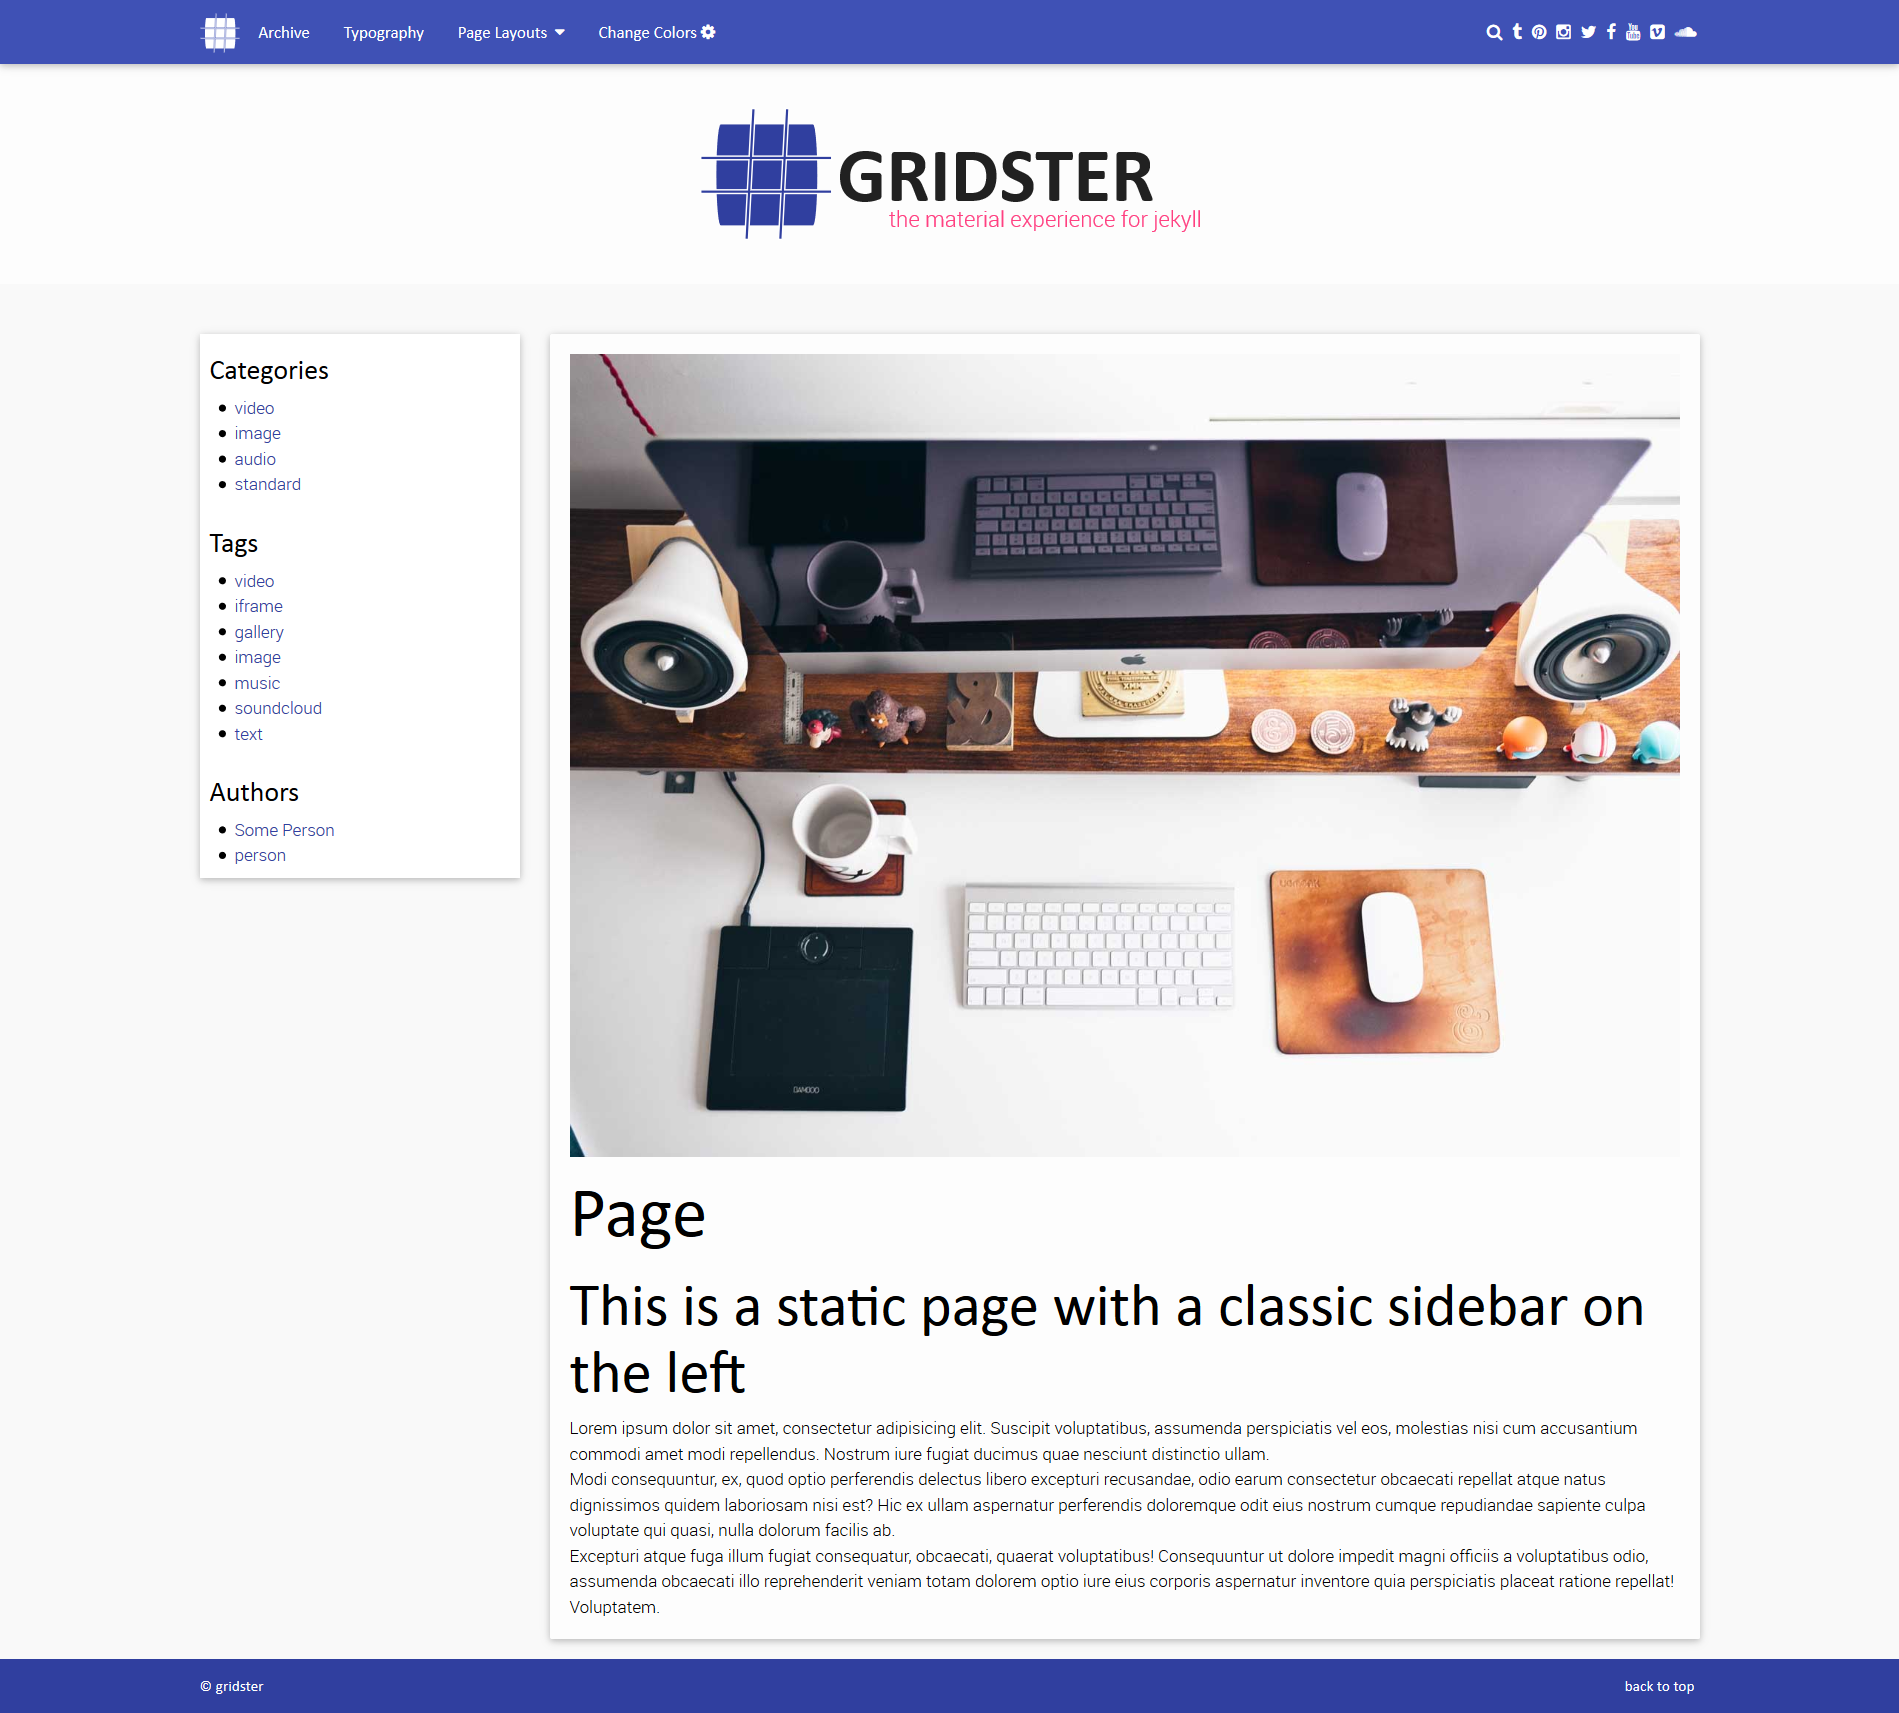 Archive Typography Page Layouts Change Colors
GRIDSTER
the material experience for jekyll
Categories
video
image
audio
standard
Tags
video
iframe
gallery
image
music
soundcloud
text
Authors
Some Person
person
BAMBOO
Page
This is a static page with a classic sidebar on
the left
Lorem ipsum dolor sit amet, consectetur adipisicing elit. Suscipit voluptatibus, assumenda perspiciatis vel eos, molestias nisi cum accusantium
commodi amet modi repellendus. Nostrum iure fugiat ducimus quae nesciunt distinctio ullam.
Modi consequuntur, ex, quod optio perferendis delectus libero excepturi recusandae, odio earum consectetur obcaecati repellat atque natus
dignissimos quidem laboriosam nisi est? Hic ex ullam aspernatur perferendis doloremque odit eius nostrum cumque repudiandae sapiente culpa
voluptate qui quasi, nulla dolorum facilis ab.
Excepturi atque fuga illum fugiat consequatur, obcaecati, quaerat voluptatibus! Consequuntur ut dolore impedit magni officiis a voluptatibus odio,
assumenda obcaecati illo reprehenderit veniam totam dolorem optio iure eius corporis aspernatur inventore quia perspiciatis placeat ratione repellat!
Voluptatem.
© gridster
back to top